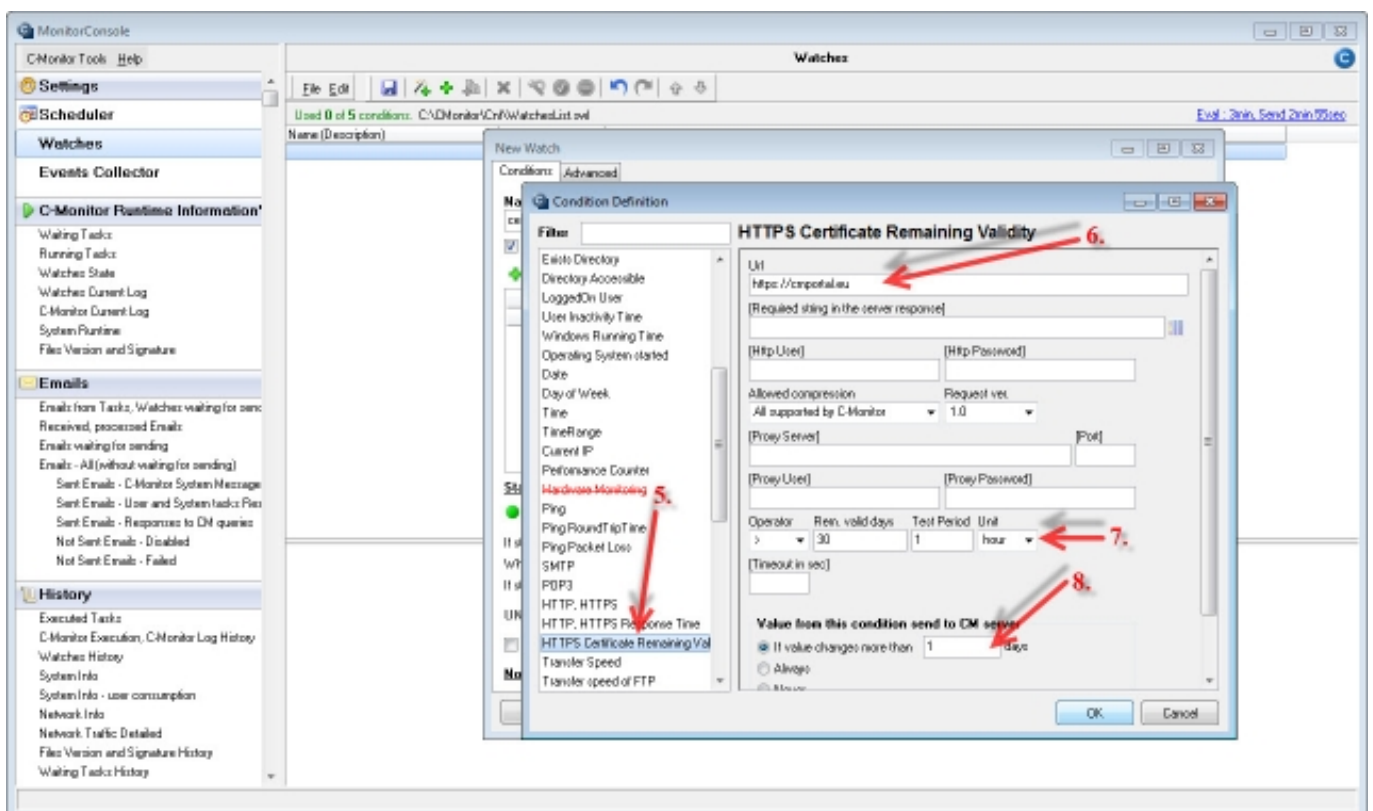 MonitorConsole
C-Monitor Tools Help
Watches
Settings
Scheduler
Watches
Events Collector
C-Monitor Runtime Information
Waiting Tasks
Running Tasks
Watches State
Watches Current Log
C-Monitor Current Log
System Runtime
Files Version and Signature
Emails
Emails from Tasks, Watches waiting for senc
Received, processed Emails
Emails waiting for sending
Emails - All (without waiting for sending)
Sent Emails - C-Monitor System Message
Sent Emails - User and System tasks Res
Sent Emails - Responses to CM queries
Not Sent Emails - Disabled
Not Sent Emails - Failed
History
Executed Tasks
C-Monitor Execution, C-Monitor Log History
Watches History
System Info
System Info - user consumption
Network Info
Network Traffic Detailed
Files Version and Signature History
Waiting Tasks History
File Edit
Used 0 of 5 conditions. C:\CMonitor\Cnf\WatchesList.swl
Eval : 3min, Send 2min 55sec
Name (Description)
New Watch
Conditions Advanced
Na
Sta
If s
Wh
If s
UN
No
Condition Definition
Filter
Exists Directory
Directory Accessible
LoggedOn User
User Inactivity Time
Windows Running Time
Operating System started
Date
Day of Week
Time
TimeRange
Current IP
Performance Counter
Hardware Monitoring
Ping
Ping RoundTripTime
Ping Packet Loss
SMTP
POP3
HTTP, HTTPS
HTTP, HTTPS Response Time
HTTPS Certificate Remaining Val
Transfer Speed
Transfer speed of FTP
5.
HTTPS Certificate Remaining Validity
6.
Url
https://cmportal.eu
[Required string in the server response]
[Http User] [Http Password]
Allowed compression Request ver.
All supported by C-Monitor 1.0
[Proxy Server] [Port]
[Proxy User] [Proxy Password]
Operator Rem. valid days Test Period Unit
> 30 1 hour
7.
[Timeout in sec]
8.
Value from this condition send to CM server
If value changes more than 1 days
Always
Never
OK Cancel